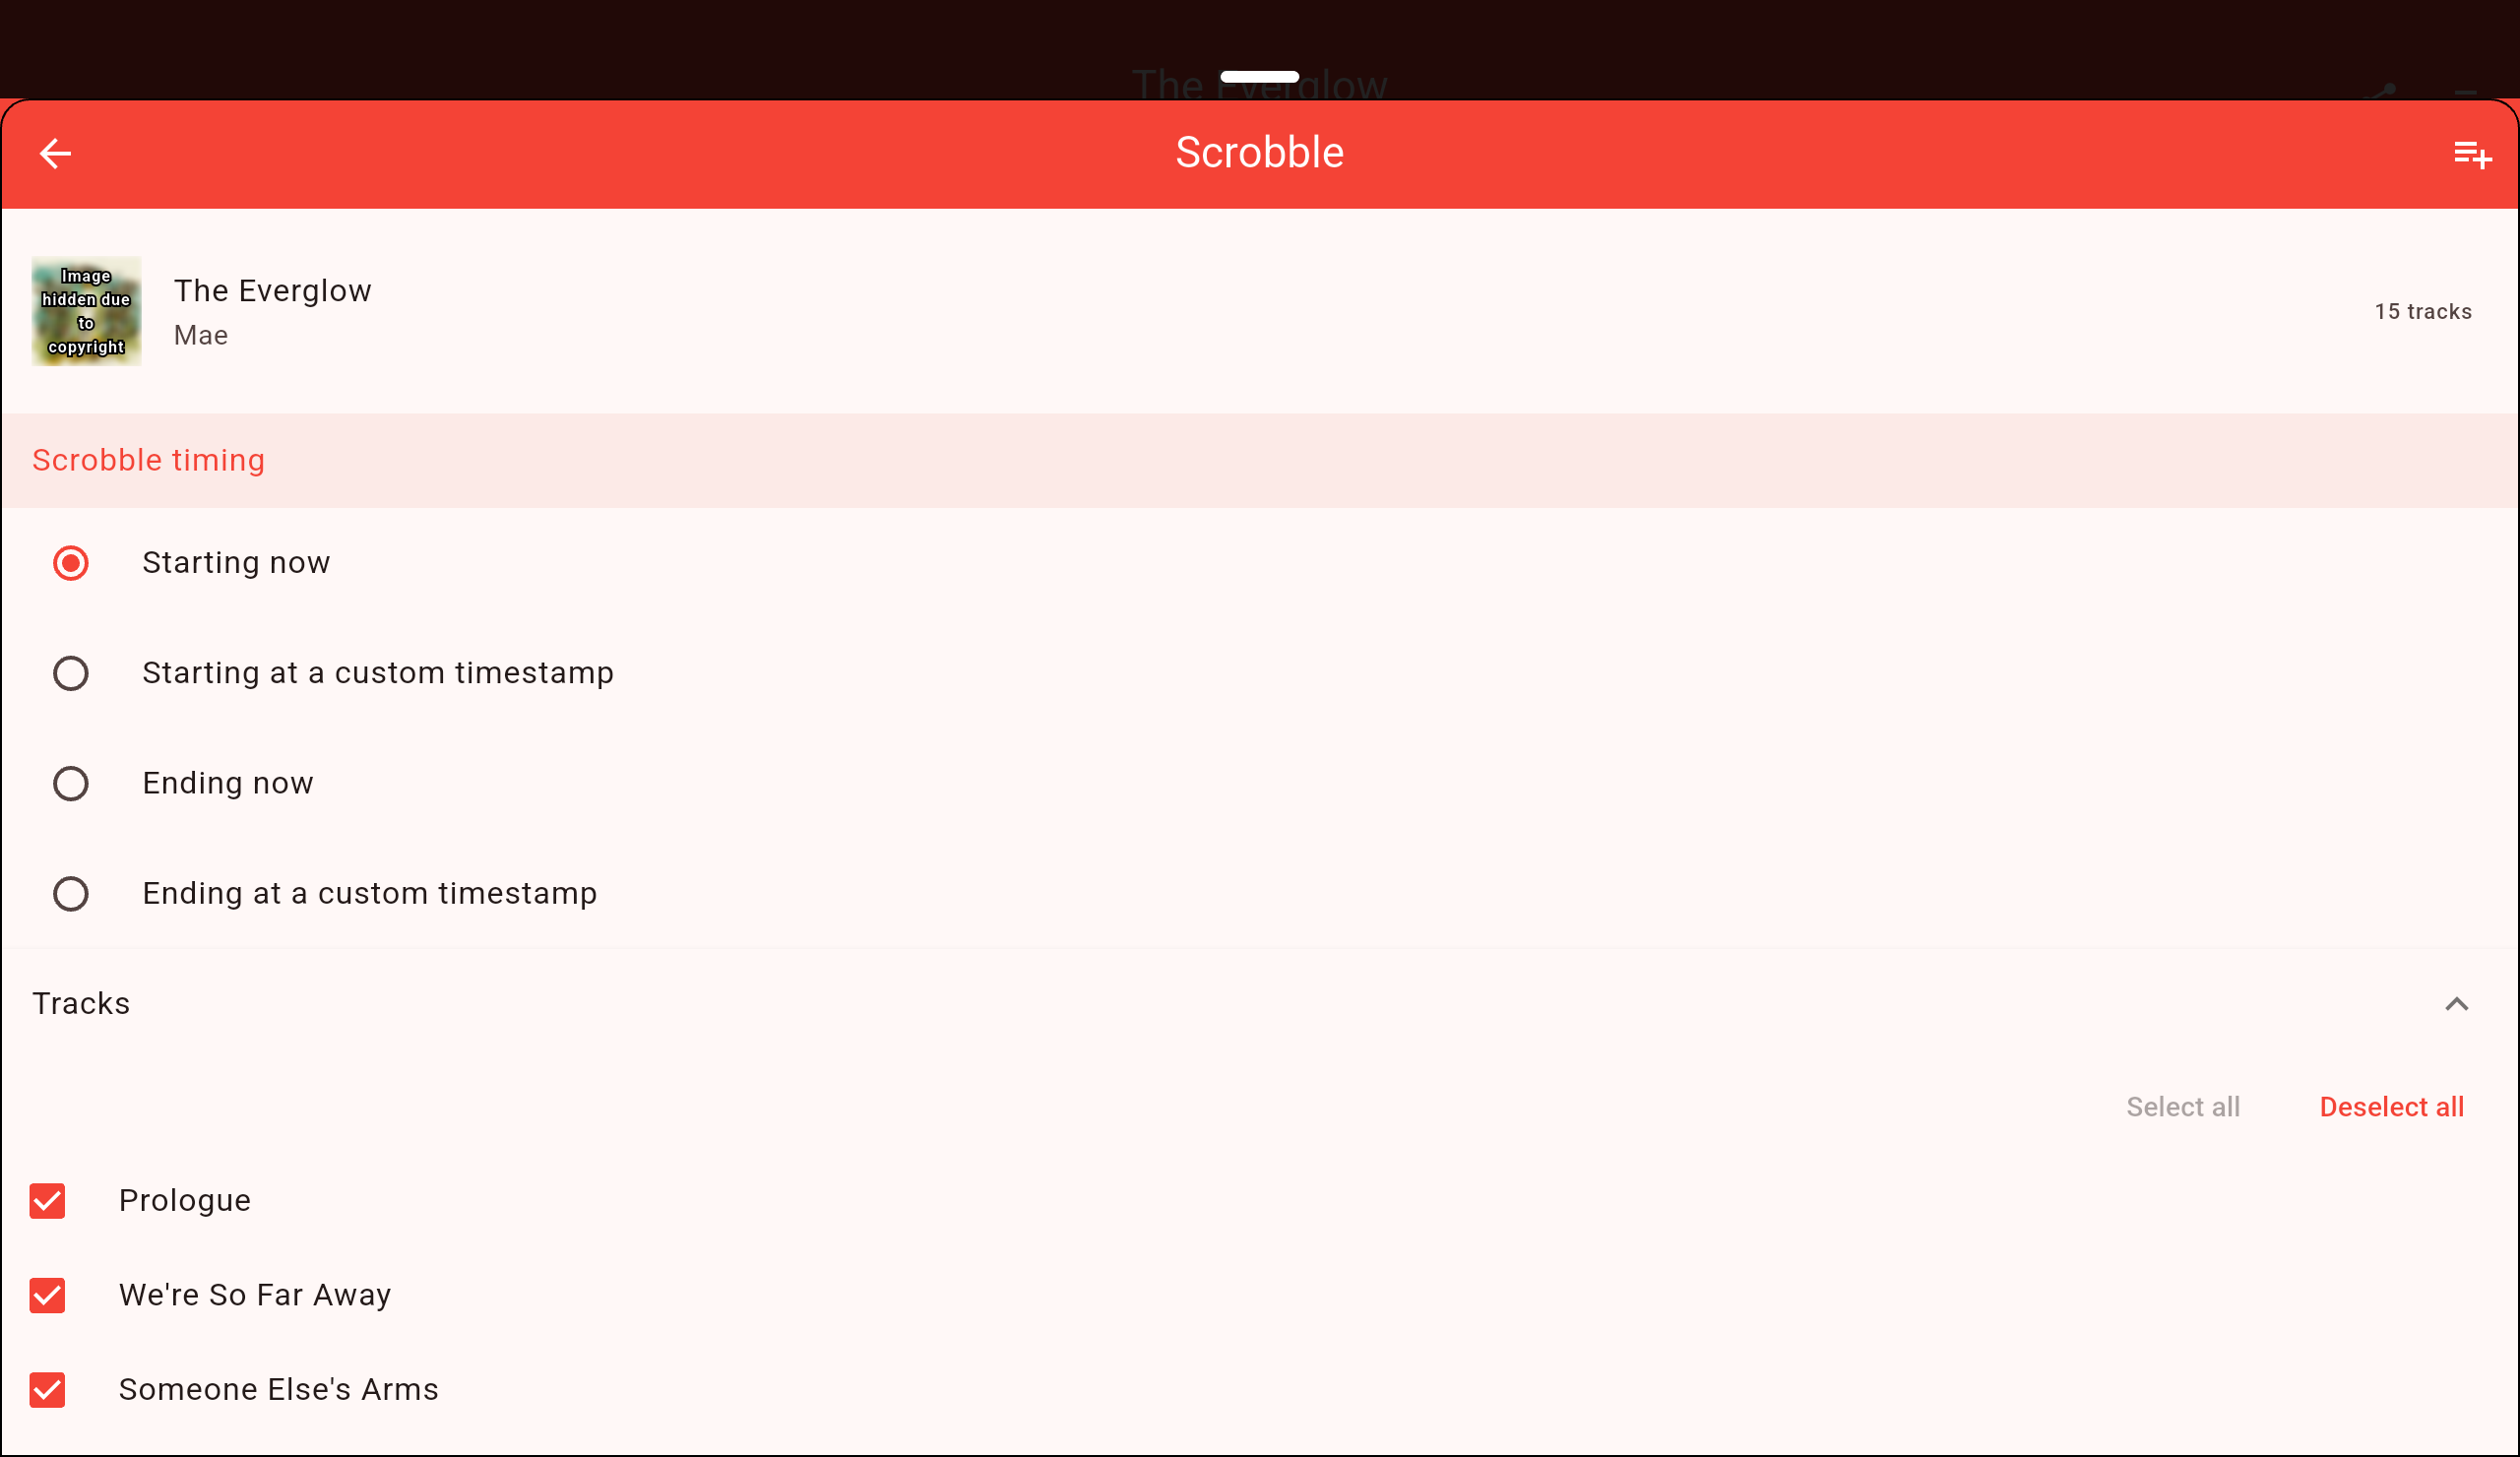 The Everglow
Scrobble
Image
hidden due
to
copyright
The Everglow
Mae
15 tracks
Scrobble timing
Starting now
Starting at a custom timestamp
Ending now
Ending at a custom timestamp
Tracks
Select all
Deselect all
Prologue
We're So Far Away
Someone Else's Arms